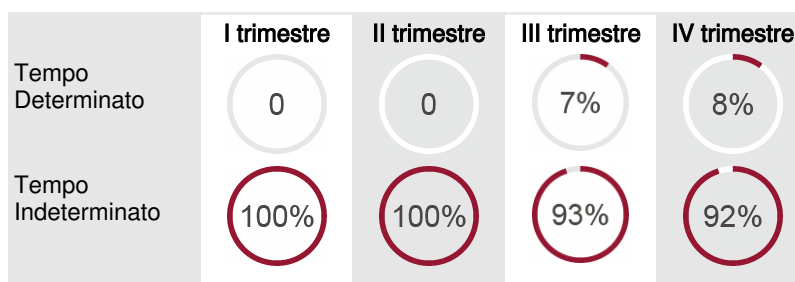 I trimestre II trimestre III trimestre IV trimestre
Tempo
Determinato
0 0 7% 8%
Tempo
Indeterminato
100% 100% 93% 92%